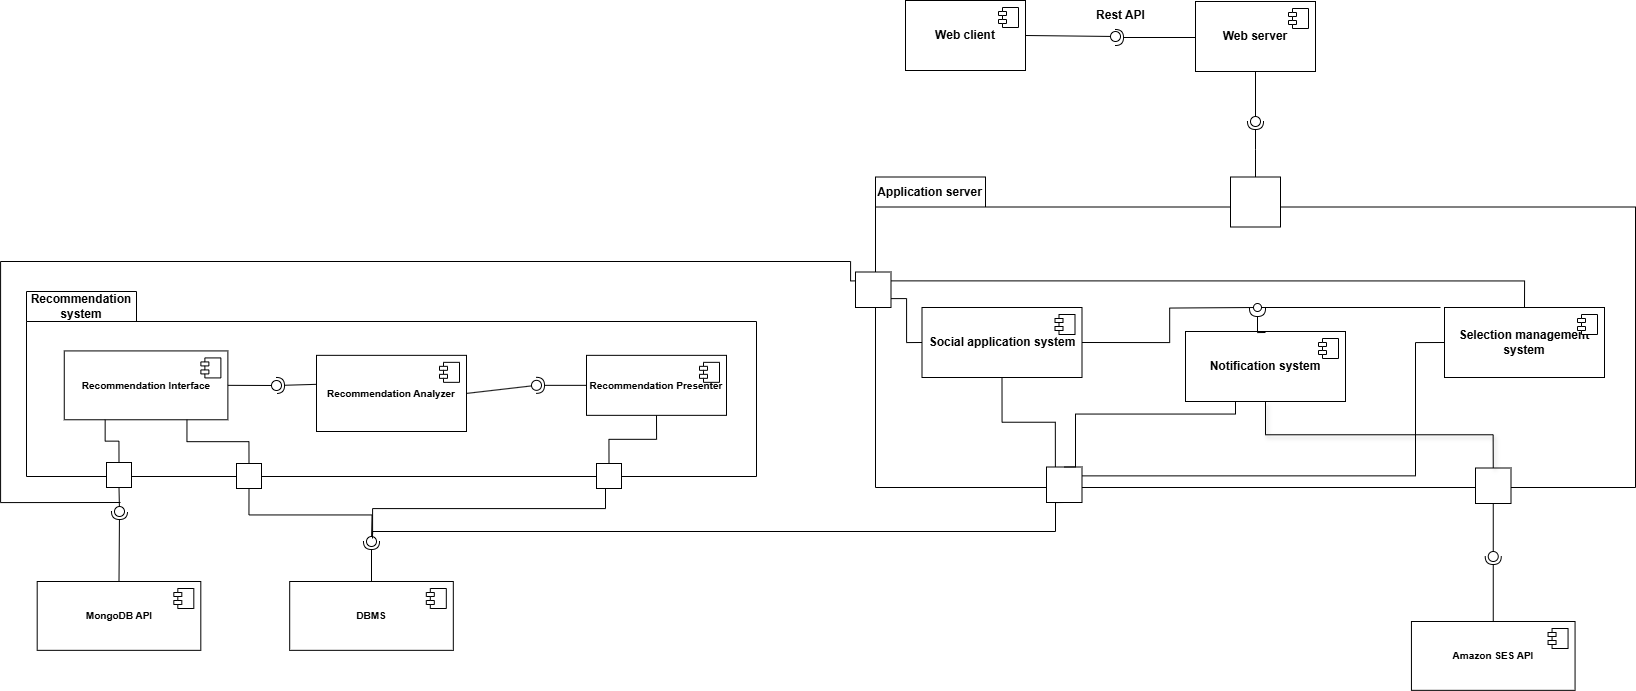 Rest API
Web client
Web server
Application server
Recommendation
system
Social application system
Selection management
system
Notification system
Recommendation Interface
Recommendation Analyzer
Recommendation Presenter
MongoDB API
DBMS
Amazon SES API